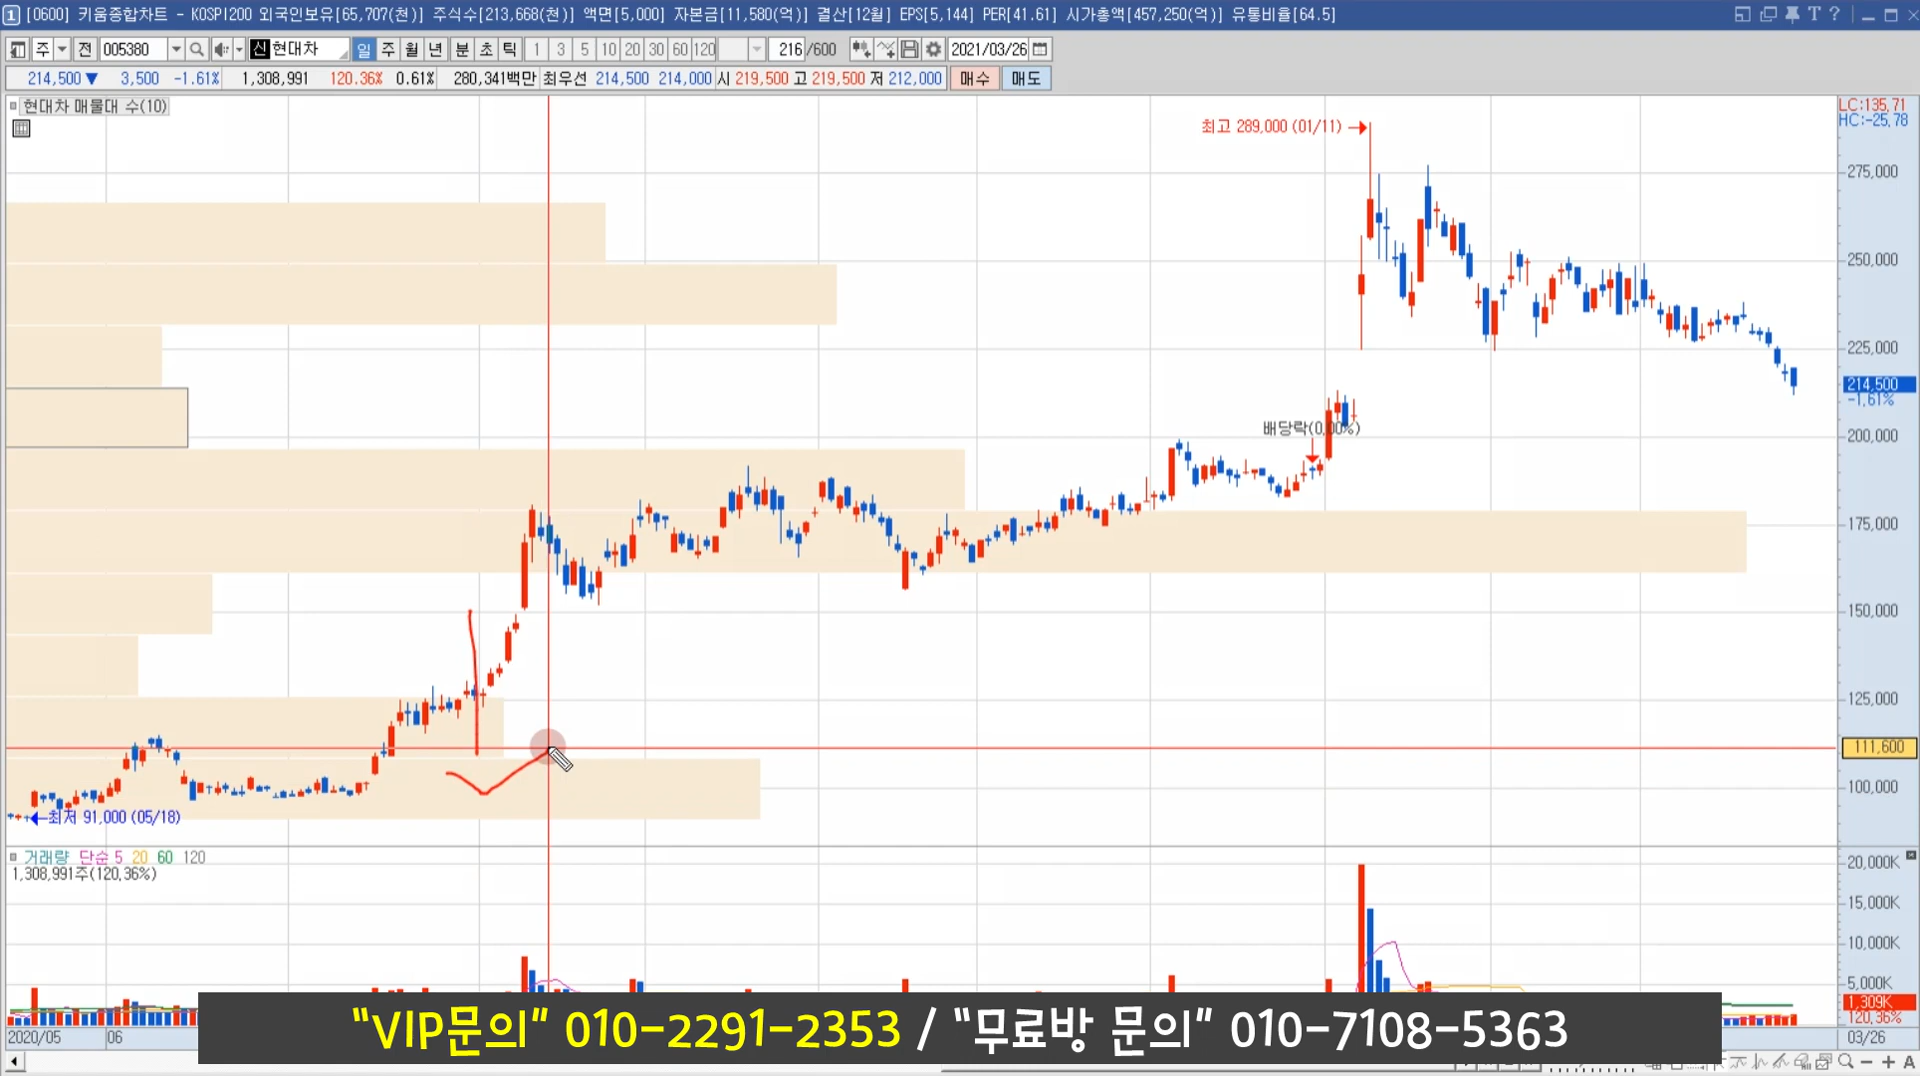 1 [0600] 키움종합차트 - KOSPI200 외국인보유[65,707(천)] 주식수[213,668(천)] 액면[5,000] 자본금[11,580(억)] 결산[12월] EPS[5,144] PER[41.61] 시가총액[457,250(억)] 유통비율[64.5]
주 전 005380 신현대차 일 주 월 년 분 초 틱 1 3 5 10 20 30 60 120 216 /600 2021/03/26
214,500 ▼ 3,500 -1.61% 1,308,991 120.36% 0.61% 280,341백만 최우선 214,500 214,000 시 219,500 고 219,500 저 212,000 매수 매도
현대차 매물대 수(10)
LC:135.71
HC:-25.78
최고 289,000 (01/11)
275,000
250,000
225,000
214,500
-1.61%
배당락(0.00%)
200,000
175,000
150,000
125,000
111,600
100,000
최저 91,000 (05/18)
거래량 단순 5 20 60 120
1,308,991주(120.36%)
20,000K
15,000K
10,000K
5,000K
1,309K
120.36%
2020/05 06 03/26
"VIP문의" 010-2291-2353 / "무료방 문의" 010-7108-5363